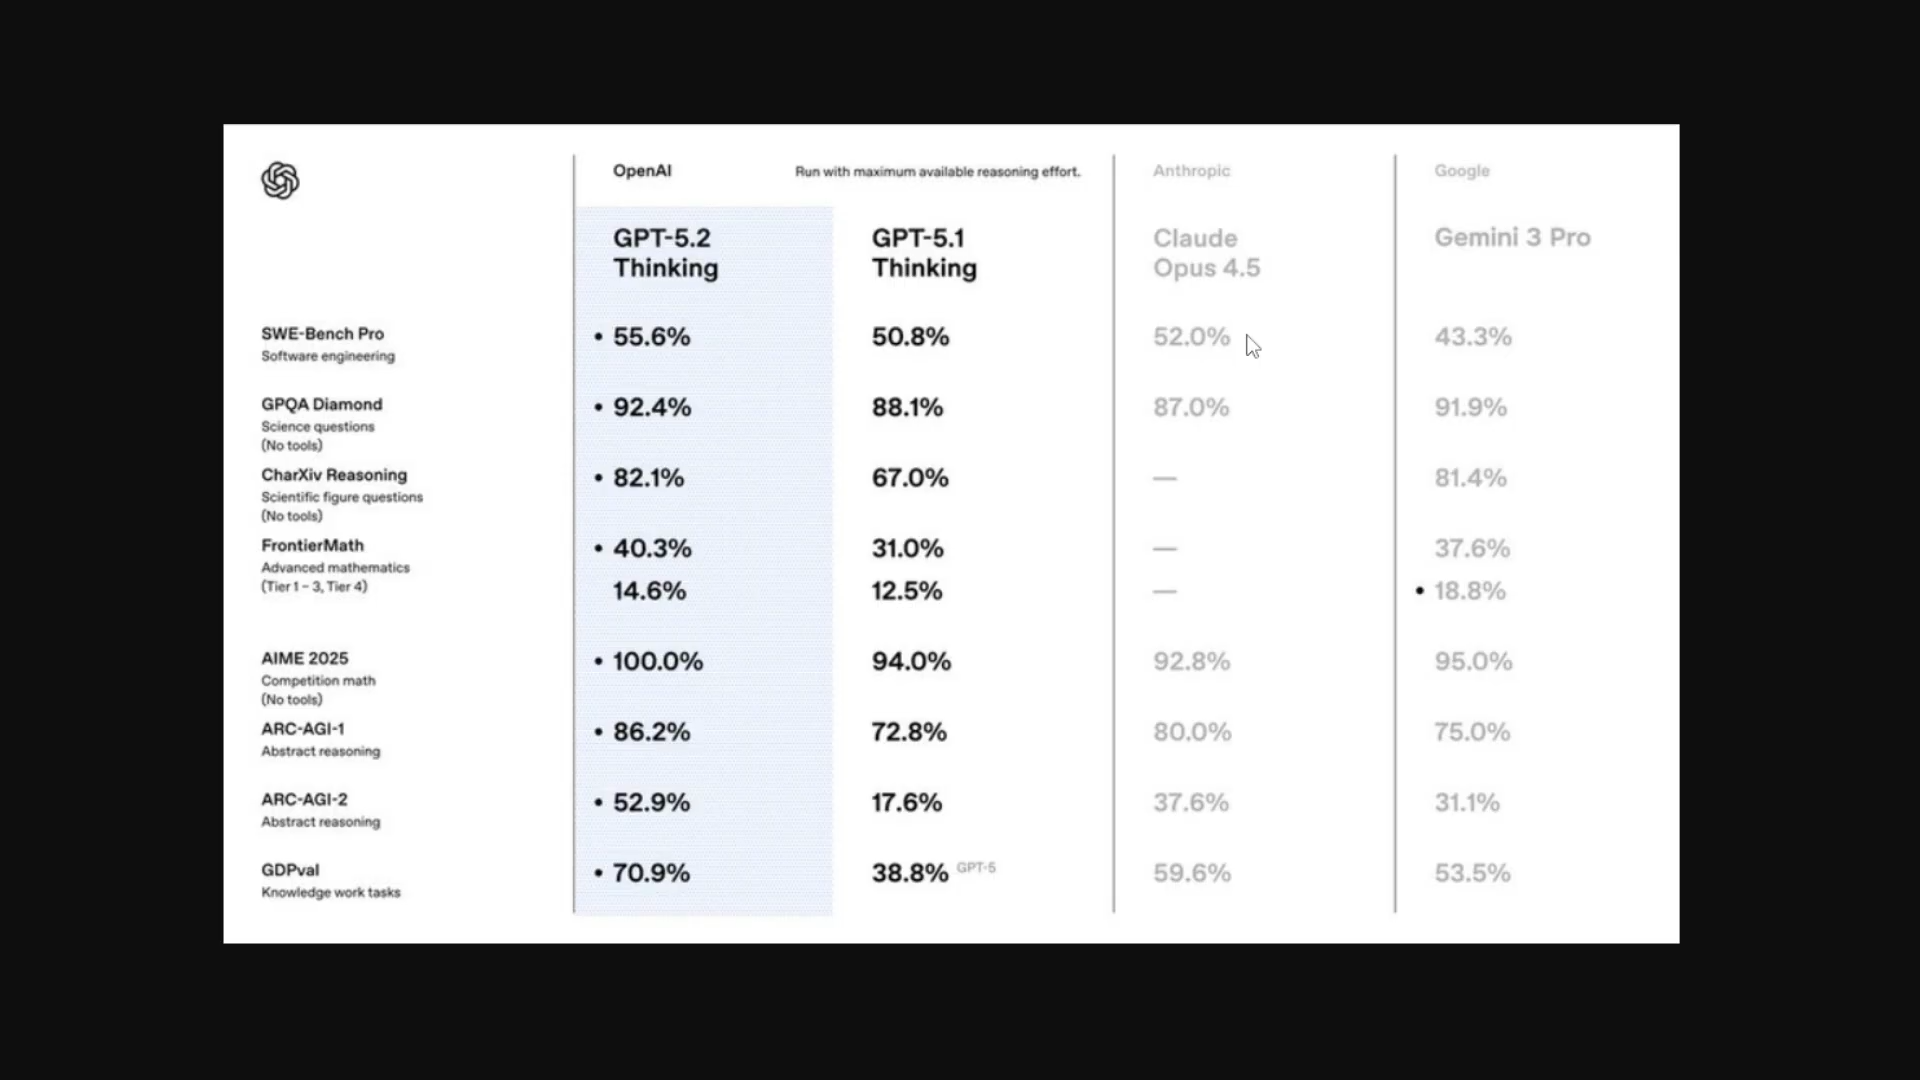 OpenAI Run with maximum available reasoning effort. Anthropic Google
GPT-5.2 Thinking GPT-5.1 Thinking Claude Opus 4.5 Gemini 3 Pro
SWE-Bench Pro • 55.6% 50.8% 52.0% 43.3%
Software engineering
GPQA Diamond • 92.4% 88.1% 87.0% 91.9%
Science questions
(No tools)
CharXiv Reasoning • 82.1% 67.0% — 81.4%
Scientific figure questions
(No tools)
FrontierMath • 40.3% 31.0% — 37.6%
Advanced mathematics
(Tier 1 – 3, Tier 4) 14.6% 12.5% — • 18.8%
AIME 2025 • 100.0% 94.0% 92.8% 95.0%
Competition math
(No tools)
ARC-AGI-1 • 86.2% 72.8% 80.0% 75.0%
Abstract reasoning
ARC-AGI-2 • 52.9% 17.6% 37.6% 31.1%
Abstract reasoning
GDPval • 70.9% 38.8% GPT-5 59.6% 53.5%
Knowledge work tasks